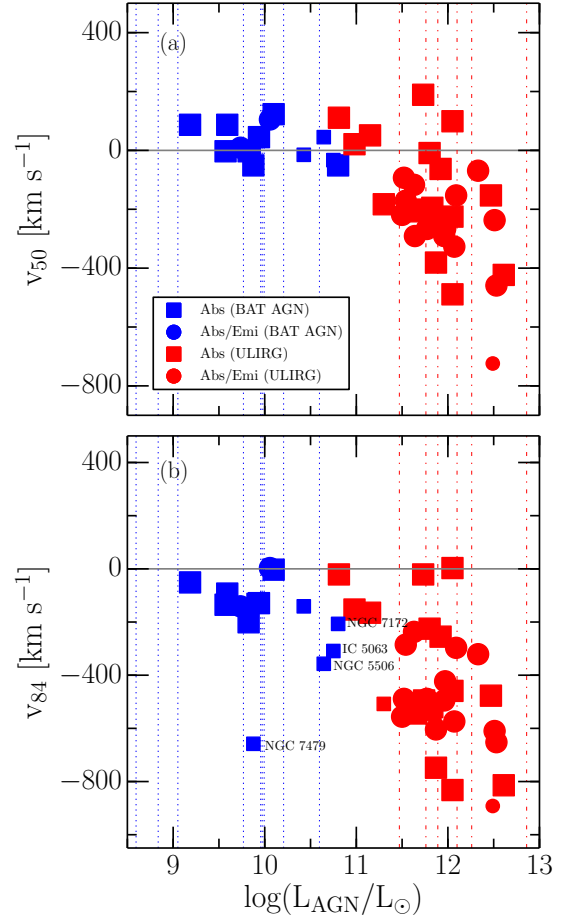 400
(a)
0
v50 [km s−1]
−400
−800
Abs (BAT AGN)
Abs/Emi (BAT AGN)
Abs (ULIRG)
Abs/Emi (ULIRG)
400
(b)
0
v84 [km s−1]
NGC 7172
IC 5063
NGC 5506
−400
NGC 7479
−800
9 10 11 12 13
log(LAGN/L⊙)